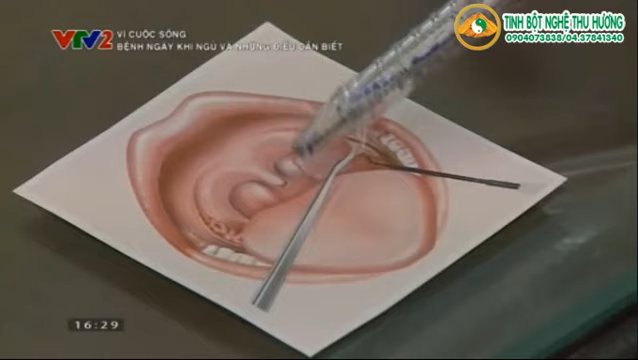 VTV2
VÌ CUỘC SỐNG
BỆNH NGÁY KHI NGỦ VÀ NHỮNG ĐIỀU CẦN BIẾT
TINH BỘT NGHỆ THU HƯƠNG
0904073838/04.37841340
16:29